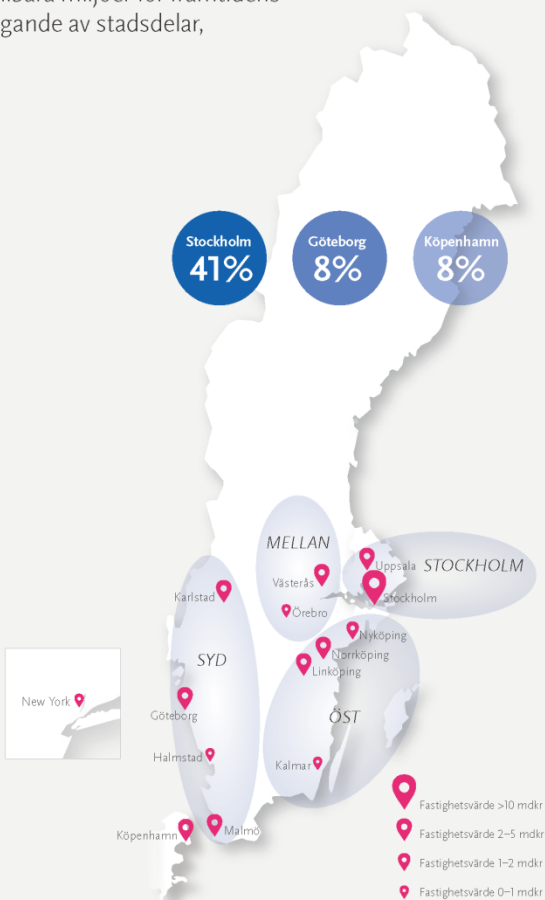 gande av stadsdelar,
Stockholm
41%
Göteborg
8%
Köpenhamn
8%
MELLAN
Uppsala
STOCKHOLM
Västerås
Stockholm
Karlstad
Örebro
Nyköping
Norrköping
SYD
Linköping
New York
Göteborg
ÖST
Halmstad
Kalmar
Köpenhamn
Malmö
Fastighetsvärde >10 mdkr
Fastighetsvärde 2–5 mdkr
Fastighetsvärde 1–2 mdkr
Fastighetsvärde 0–1 mdkr